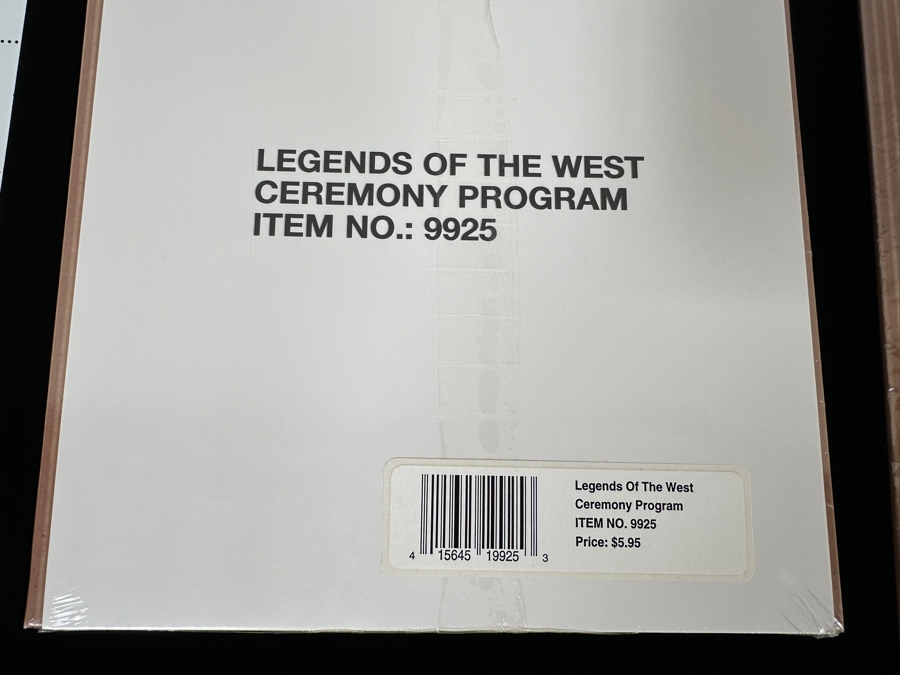 LEGENDS OF THE WEST
CEREMONY PROGRAM
ITEM NO.: 9925
Legends Of The West
Ceremony Program
ITEM NO. 9925
Price: $5.95
4 15645 19925 3